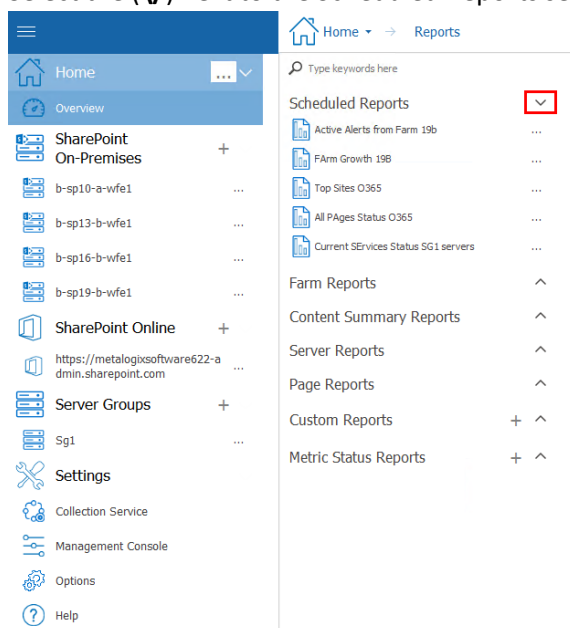 Home → Reports
Home ...
Type keywords here
Overview
Scheduled Reports
Active Alerts from Farm 19b ...
FArm Growth 19B ...
Top Sites O365 ...
All PAges Status O365 ...
Current SErvices Status SG1 servers ...
Farm Reports
Content Summary Reports
Server Reports
Page Reports
Custom Reports +
Metric Status Reports +
SharePoint
On-Premises +
b-sp10-a-wfe1 ...
b-sp13-b-wfe1 ...
b-sp16-b-wfe1 ...
b-sp19-b-wfe1 ...
SharePoint Online +
https://metalogixsoftware622-a
dmin.sharepoint.com ...
Server Groups +
Sg1 ...
Settings
Collection Service
Management Console
Options
? Help